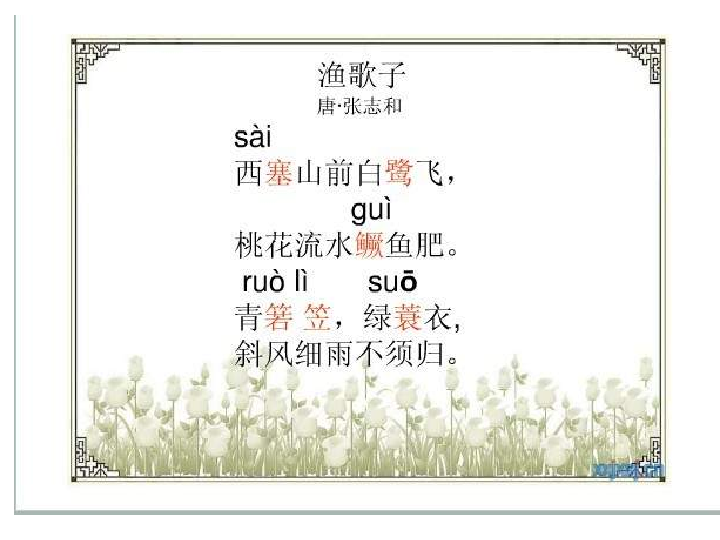 渔歌子
唐·张志和
sài
西塞山前白鹭飞，
guì
桃花流水鳜鱼肥。
ruò lì suō
青箬 笠，绿蓑衣,
斜风细雨不须归。